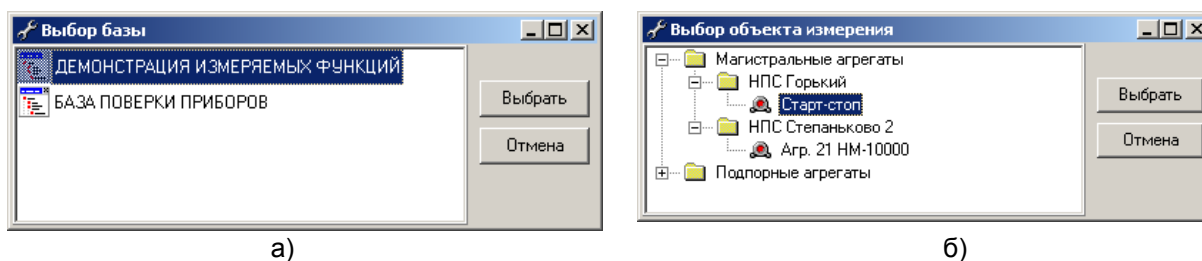 Выбор базы
ДЕМОНСТРАЦИЯ ИЗМЕРЯЕМЫХ ФУНКЦИЙ
БАЗА ПОВЕРКИ ПРИБОРОВ
Выбрать
Отмена
а)
Выбор объекта измерения
Магистральные агрегаты
НПС Горький
Старт-стоп
НПС Степаньково 2
Агр. 21 НМ-10000
Подпорные агрегаты
Выбрать
Отмена
б)